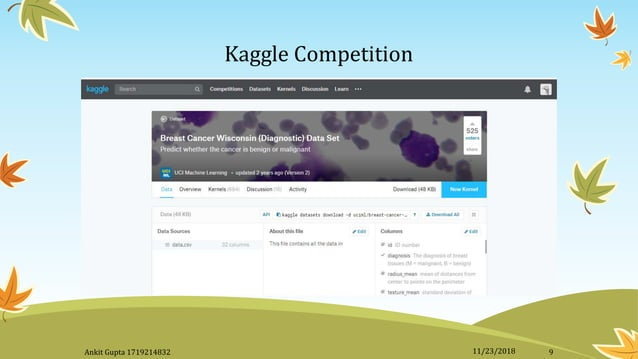 Kaggle Competition
kaggle Search Competitions Datasets Kernels Discussion Learn •••
Dataset
Breast Cancer Wisconsin (Diagnostic) Data Set
Predict whether the cancer is benign or malignant
525
voters
share
UCI Machine Learning • updated 2 years ago (Version 2)
Data Overview Kernels (684) Discussion (18) Activity Download (48 KB) New Kernel
Data (48 KB) API kaggle datasets download -d uciml/breast-cancer-… ? Download All
Data Sources About this file Edit Columns Edit
data.csv 32 columns This file contains all the data in
id ID number
diagnosis The diagnosis of breast
tissues (M = malignant, B = benign)
radius_mean mean of distances from
center to points on the perimeter
texture_mean standard deviation of
Ankit Gupta 1719214832 11/23/2018 9